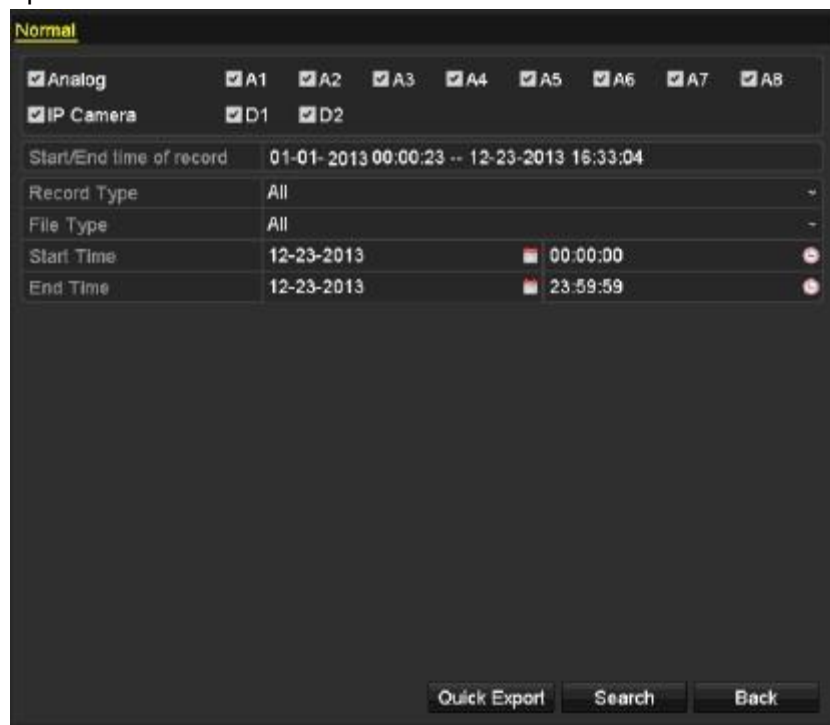 Normal
Analog A1 A2 A3 A4 A5 A6 A7 A8
IP Camera D1 D2
Start/End time of record 01-01-2013 00:00:23 -- 12-23-2013 16:33:04
Record Type All
File Type All
Start Time 12-23-2013 00:00:00
End Time 12-23-2013 23:59:59
Quick Export Search Back